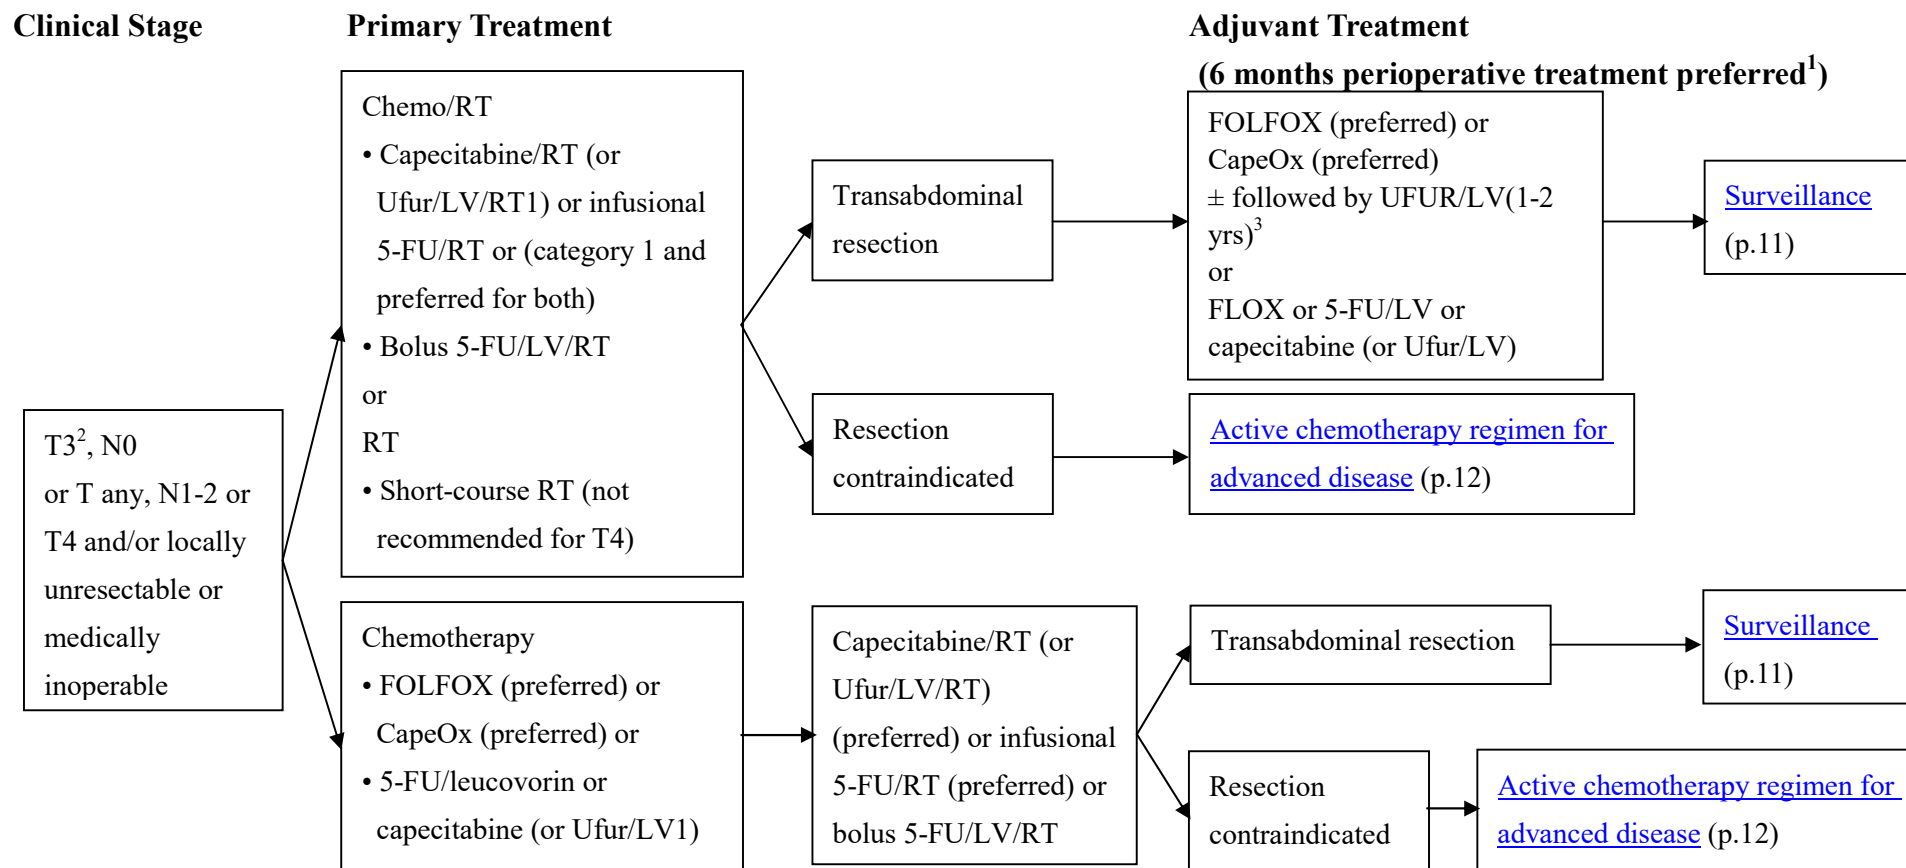 Clinical Stage
Primary Treatment
Adjuvant Treatment
(6 months perioperative treatment preferred1)
T32, N0
or T any, N1-2 or
T4 and/or locally
unresectable or
medically
inoperable
Chemo/RT
• Capecitabine/RT (or
Ufur/LV/RT1) or infusional
5-FU/RT or (category 1 and
preferred for both)
• Bolus 5-FU/LV/RT
or
RT
• Short-course RT (not
recommended for T4)
Transabdominal
resection
FOLFOX (preferred) or
CapeOx (preferred)
± followed by UFUR/LV(1-2
yrs)3
or
FLOX or 5-FU/LV or
capecitabine (or Ufur/LV)
Surveillance
(p.11)
Resection
contraindicated
Active chemotherapy regimen for
advanced disease (p.12)
Chemotherapy
• FOLFOX (preferred) or
CapeOx (preferred) or
• 5-FU/leucovorin or
capecitabine (or Ufur/LV1)
Capecitabine/RT (or
Ufur/LV/RT)
(preferred) or infusional
5-FU/RT (preferred) or
bolus 5-FU/LV/RT
Transabdominal resection
Surveillance
(p.11)
Resection
contraindicated
Active chemotherapy regimen for
advanced disease (p.12)